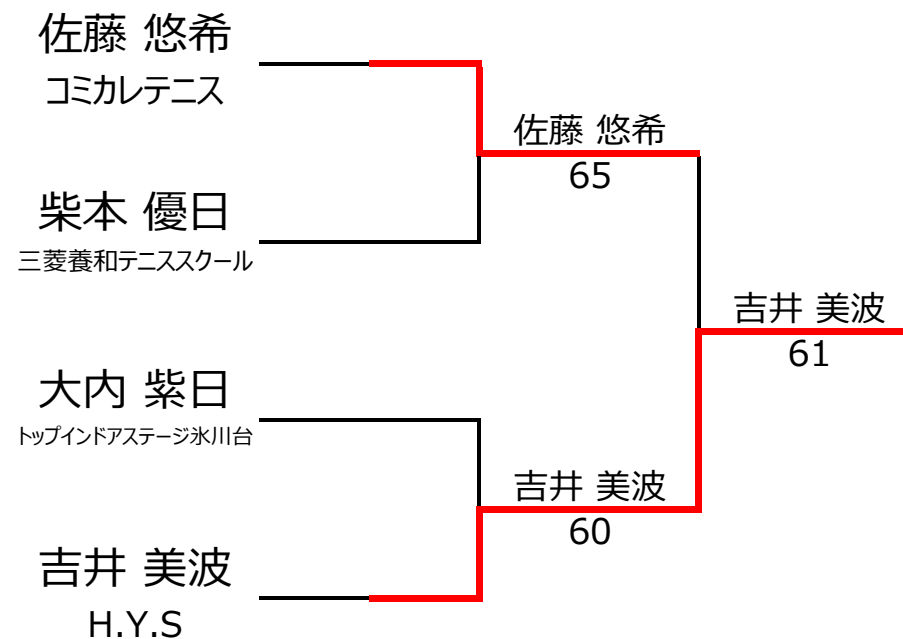 佐藤 悠希
コミカレテニス
佐藤 悠希
65
柴本 優日
三菱養和テニススクール
吉井 美波
61
大内 紫日
トップインドアステージ氷川台
吉井 美波
60
吉井 美波
H.Y.S